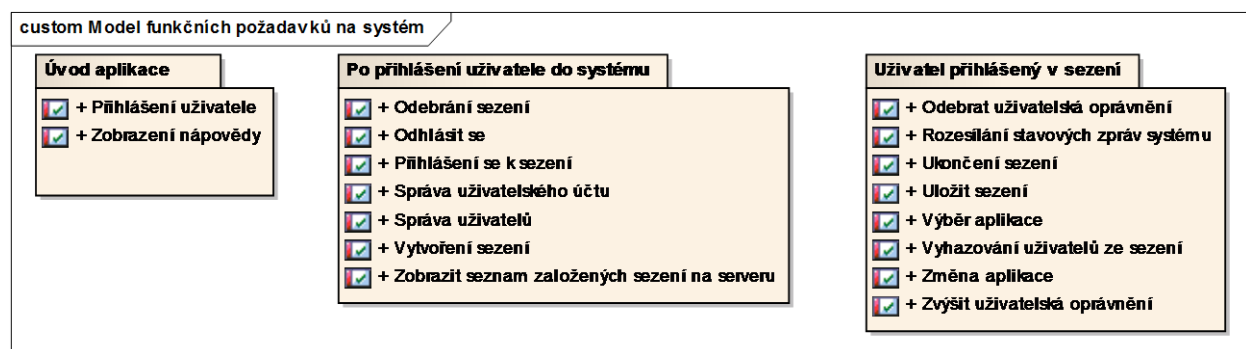 custom Model funkčních požadavků na systém
Úvod aplikace
+ Přihlášení uživatele
+ Zobrazení nápovědy
Po přihlášení uživatele do systému
+ Odebrání sezení
+ Odhlásit se
+ Přihlášení se k sezení
+ Správa uživatelského účtu
+ Správa uživatelů
+ Vytvoření sezení
+ Zobrazit seznam založených sezení na serveru
Uživatel přihlášený v sezení
+ Odebrat uživatelská oprávnění
+ Rozesílání stavových zpráv systému
+ Ukončení sezení
+ Uložit sezení
+ Výběr aplikace
+ Vyhazování uživatelů ze sezení
+ Změna aplikace
+ Zvýšit uživatelská oprávnění